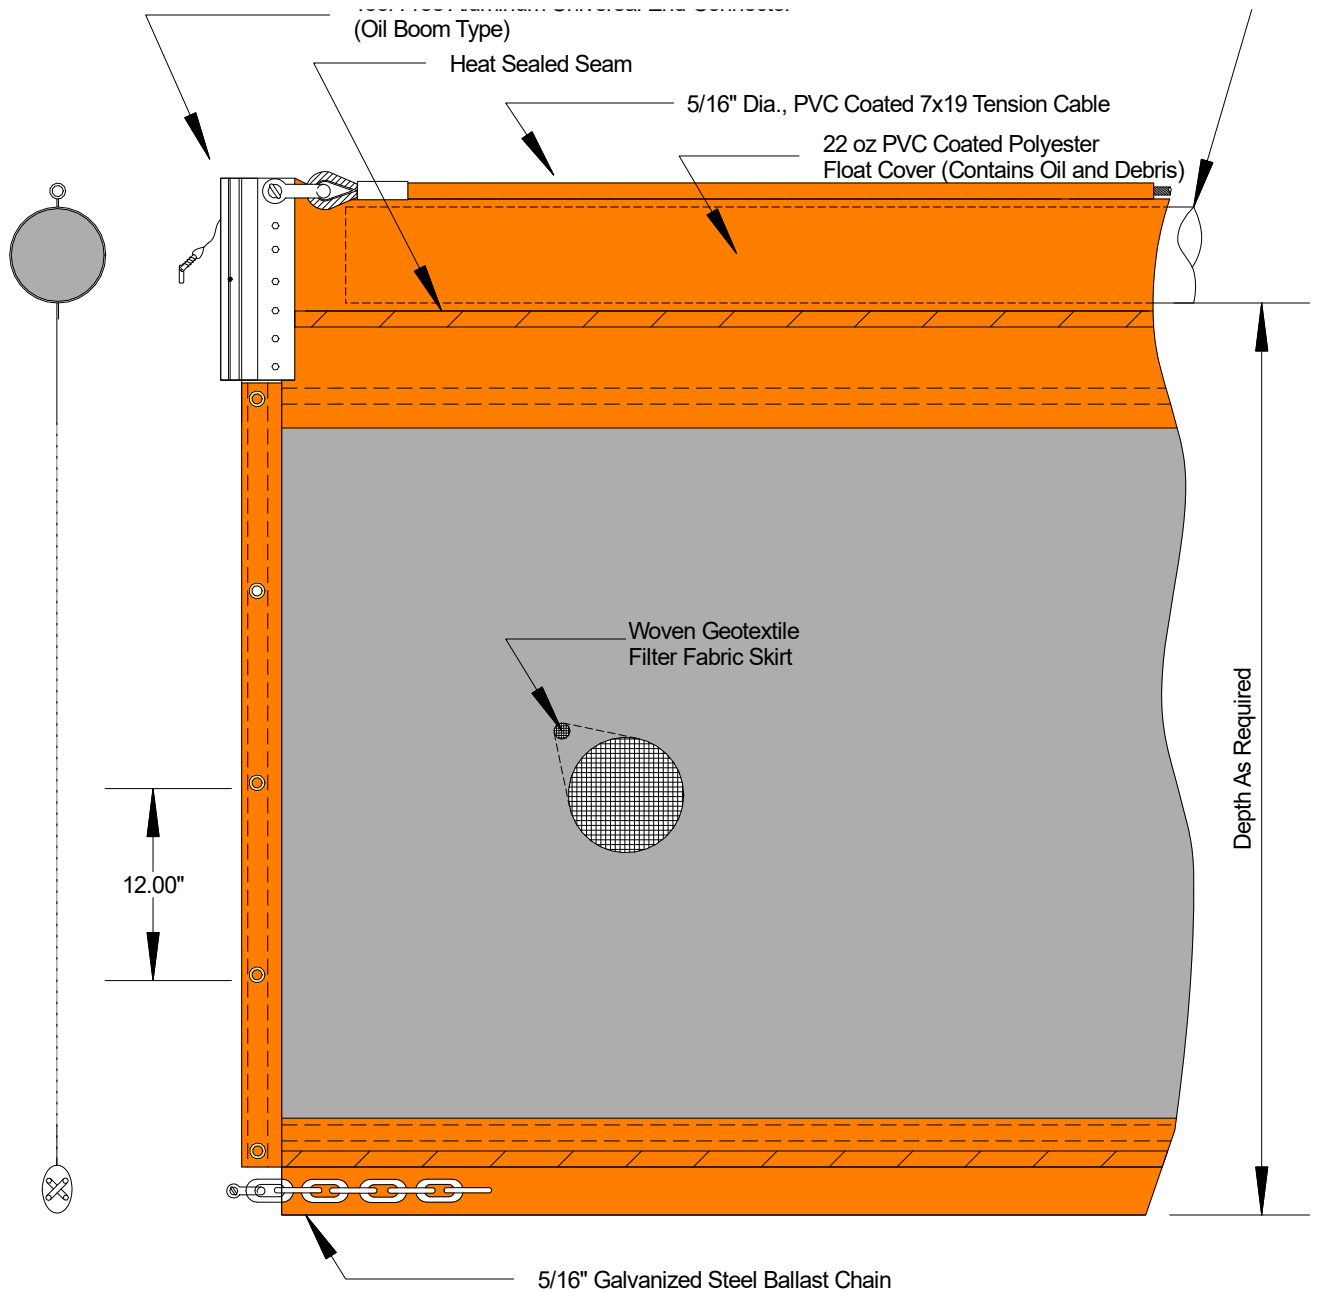 (Oil Boom Type)
Heat Sealed Seam
5/16" Dia., PVC Coated 7x19 Tension Cable
22 oz PVC Coated Polyester
Float Cover (Contains Oil and Debris)
Woven Geotextile
Filter Fabric Skirt
Depth As Required
12.00"
5/16" Galvanized Steel Ballast Chain